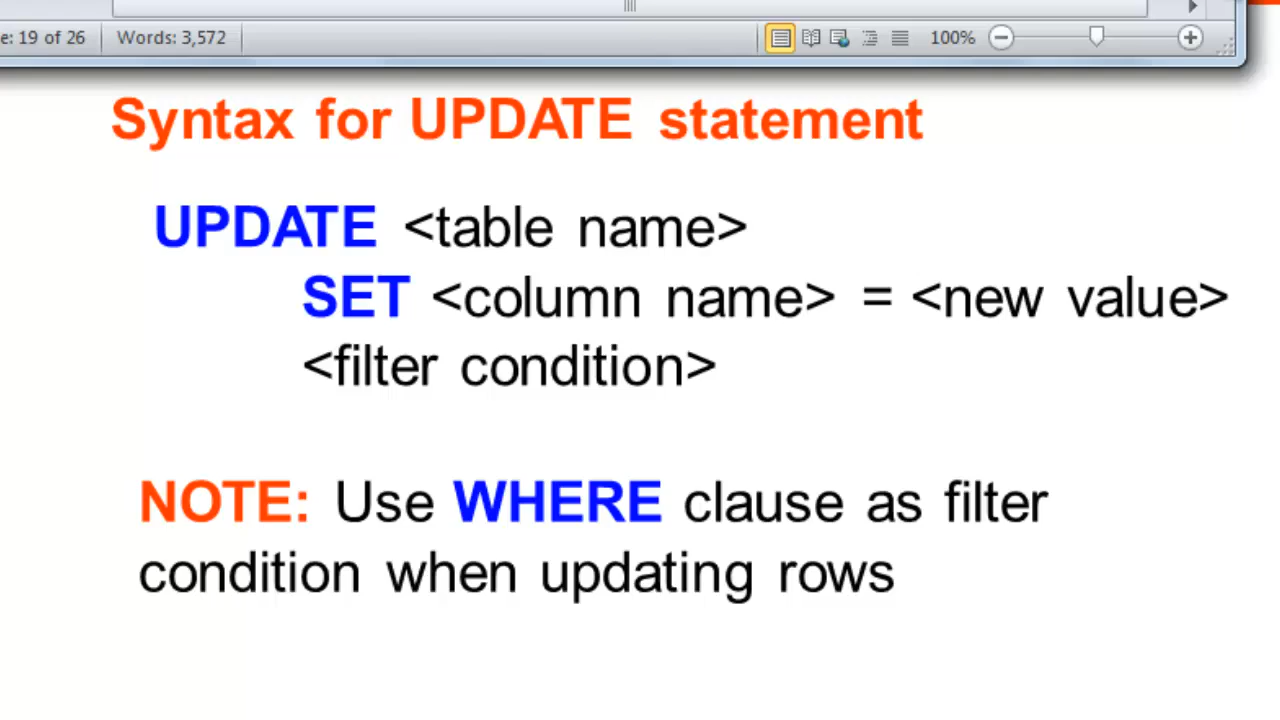 e: 19 of 26 Words: 3,572 100%
Syntax for UPDATE statement
UPDATE <table name>
SET <column name> = <new value>
<filter condition>
NOTE: Use WHERE clause as filter
condition when updating rows